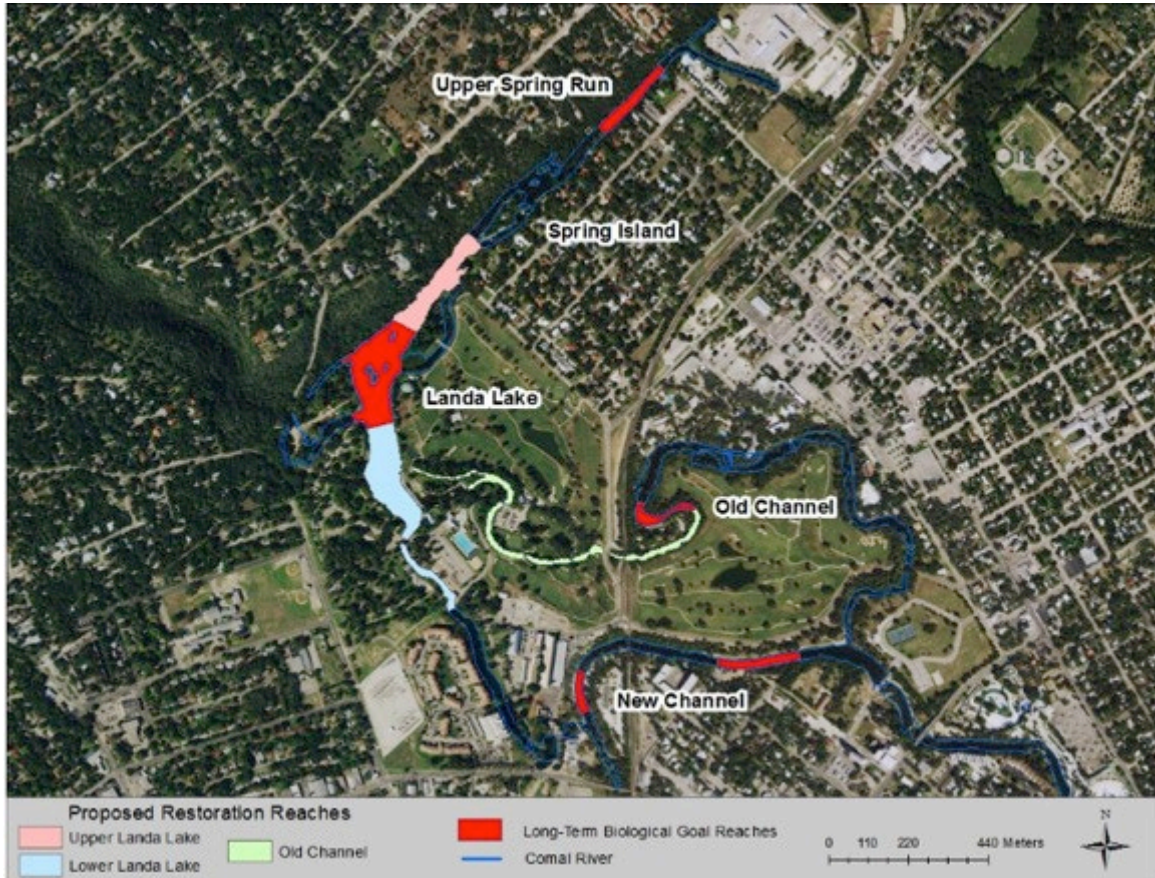 Upper Spring Run
Spring Island
Landa Lake
Old Channel
New Channel
Proposed Restoration Reaches
Upper Landa Lake
Lower Landa Lake
Old Channel
Long-Term Biological Goal Reaches
Comal River
N
0 110 220 440 Meters